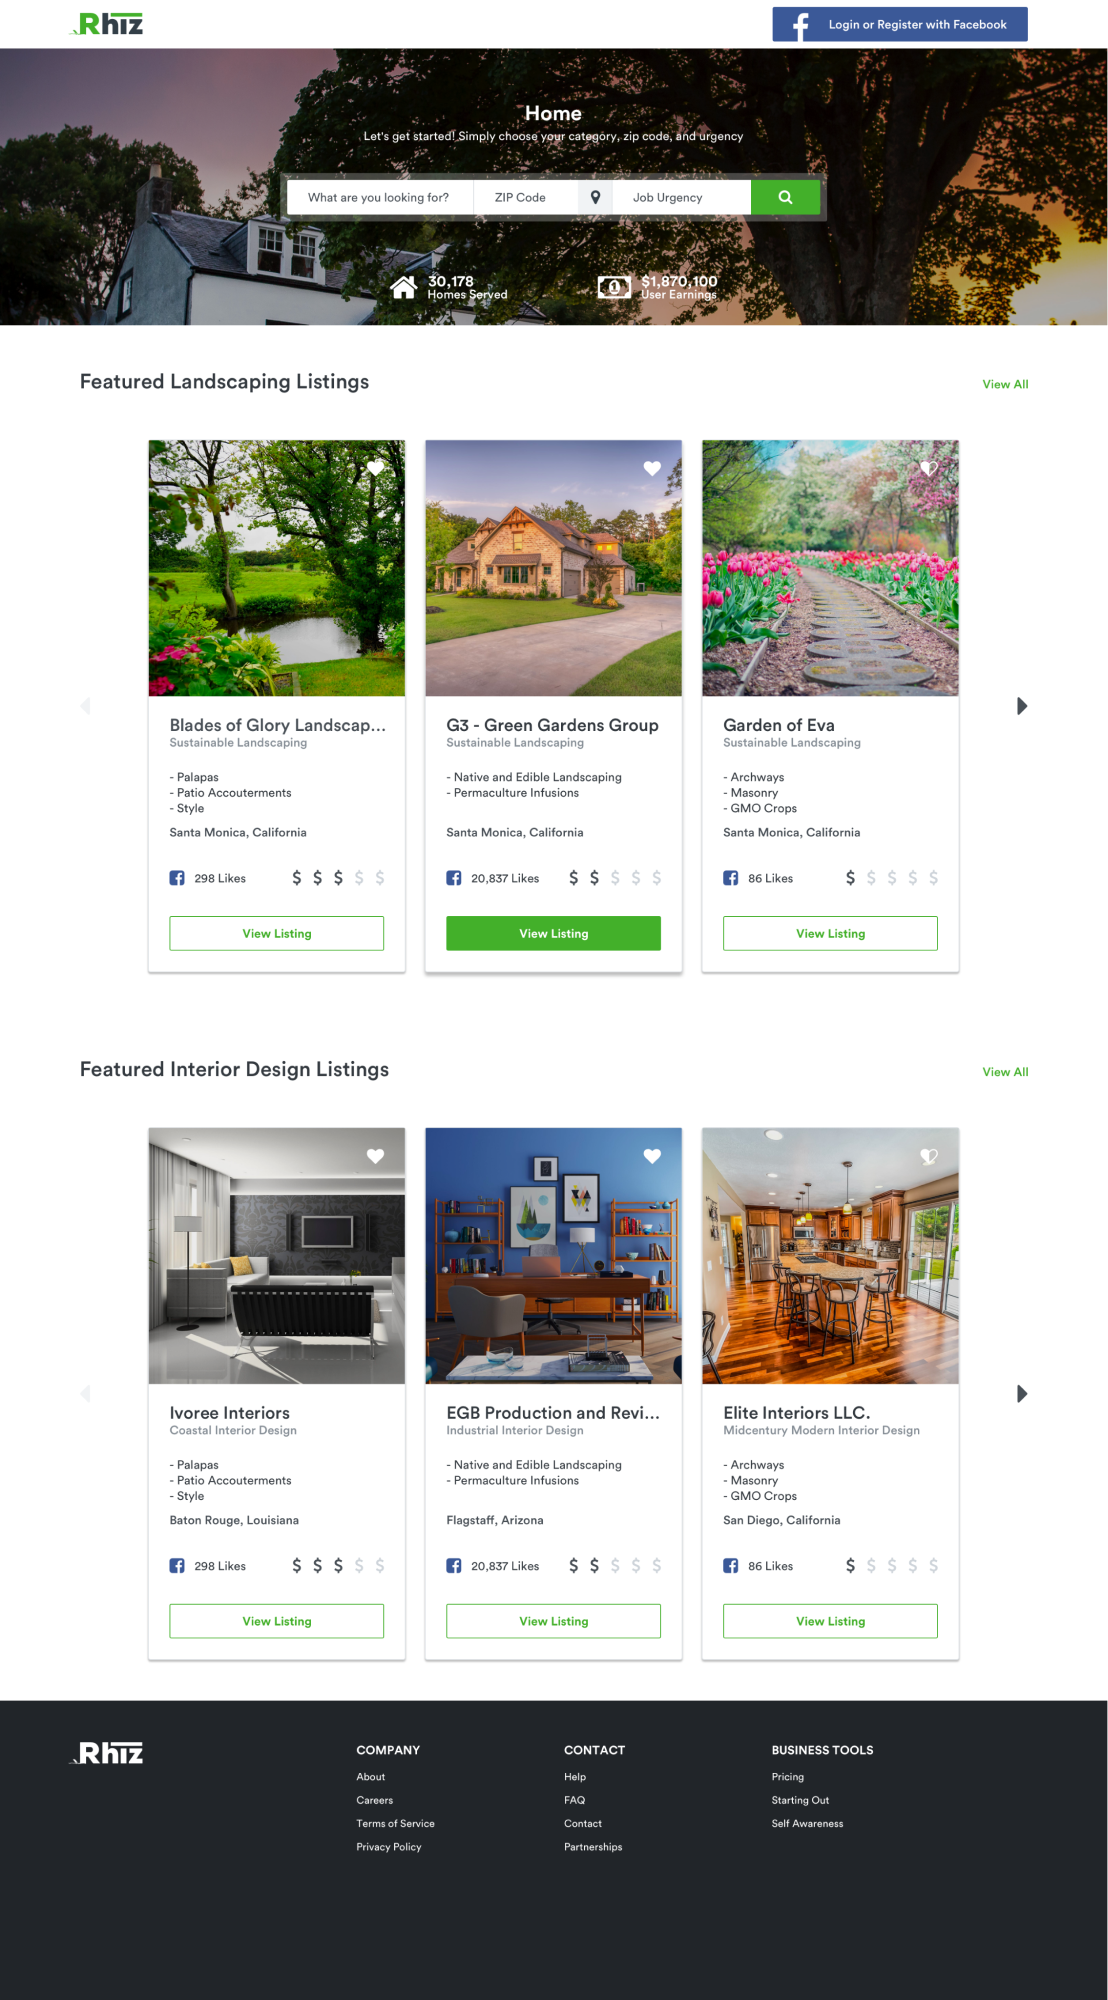 Rhiz
Login or Register with Facebook
Home
Let's get started! Simply choose your category, zip code, and urgency
What are you looking for? ZIP Code Job Urgency
30,178 $1,870,100
Homes Served User Earnings
Featured Landscaping Listings View All
Blades of Glory Landscap...
Sustainable Landscaping
- Palapas
- Patio Accouterments
- Style
Santa Monica, California
298 Likes $ $ $ $ $
View Listing
G3 - Green Gardens Group
Sustainable Landscaping
- Native and Edible Landscaping
- Permaculture Infusions
Santa Monica, California
20,837 Likes $ $ $ $ $
View Listing
Garden of Eva
Sustainable Landscaping
- Archways
- Masonry
- GMO Crops
Santa Monica, California
86 Likes $ $ $ $ $
View Listing
Featured Interior Design Listings View All
Ivoree Interiors
Coastal Interior Design
- Palapas
- Patio Accouterments
- Style
Baton Rouge, Louisiana
298 Likes $ $ $ $ $
View Listing
EGB Production and Revi...
Industrial Interior Design
- Native and Edible Landscaping
- Permaculture Infusions
Flagstaff, Arizona
20,837 Likes $ $ $ $ $
View Listing
Elite Interiors LLC.
Midcentury Modern Interior Design
- Archways
- Masonry
- GMO Crops
San Diego, California
86 Likes $ $ $ $ $
View Listing
Rhiz
COMPANY
About
Careers
Terms of Service
Privacy Policy
CONTACT
Help
FAQ
Contact
Partnerships
BUSINESS TOOLS
Pricing
Starting Out
Self Awareness